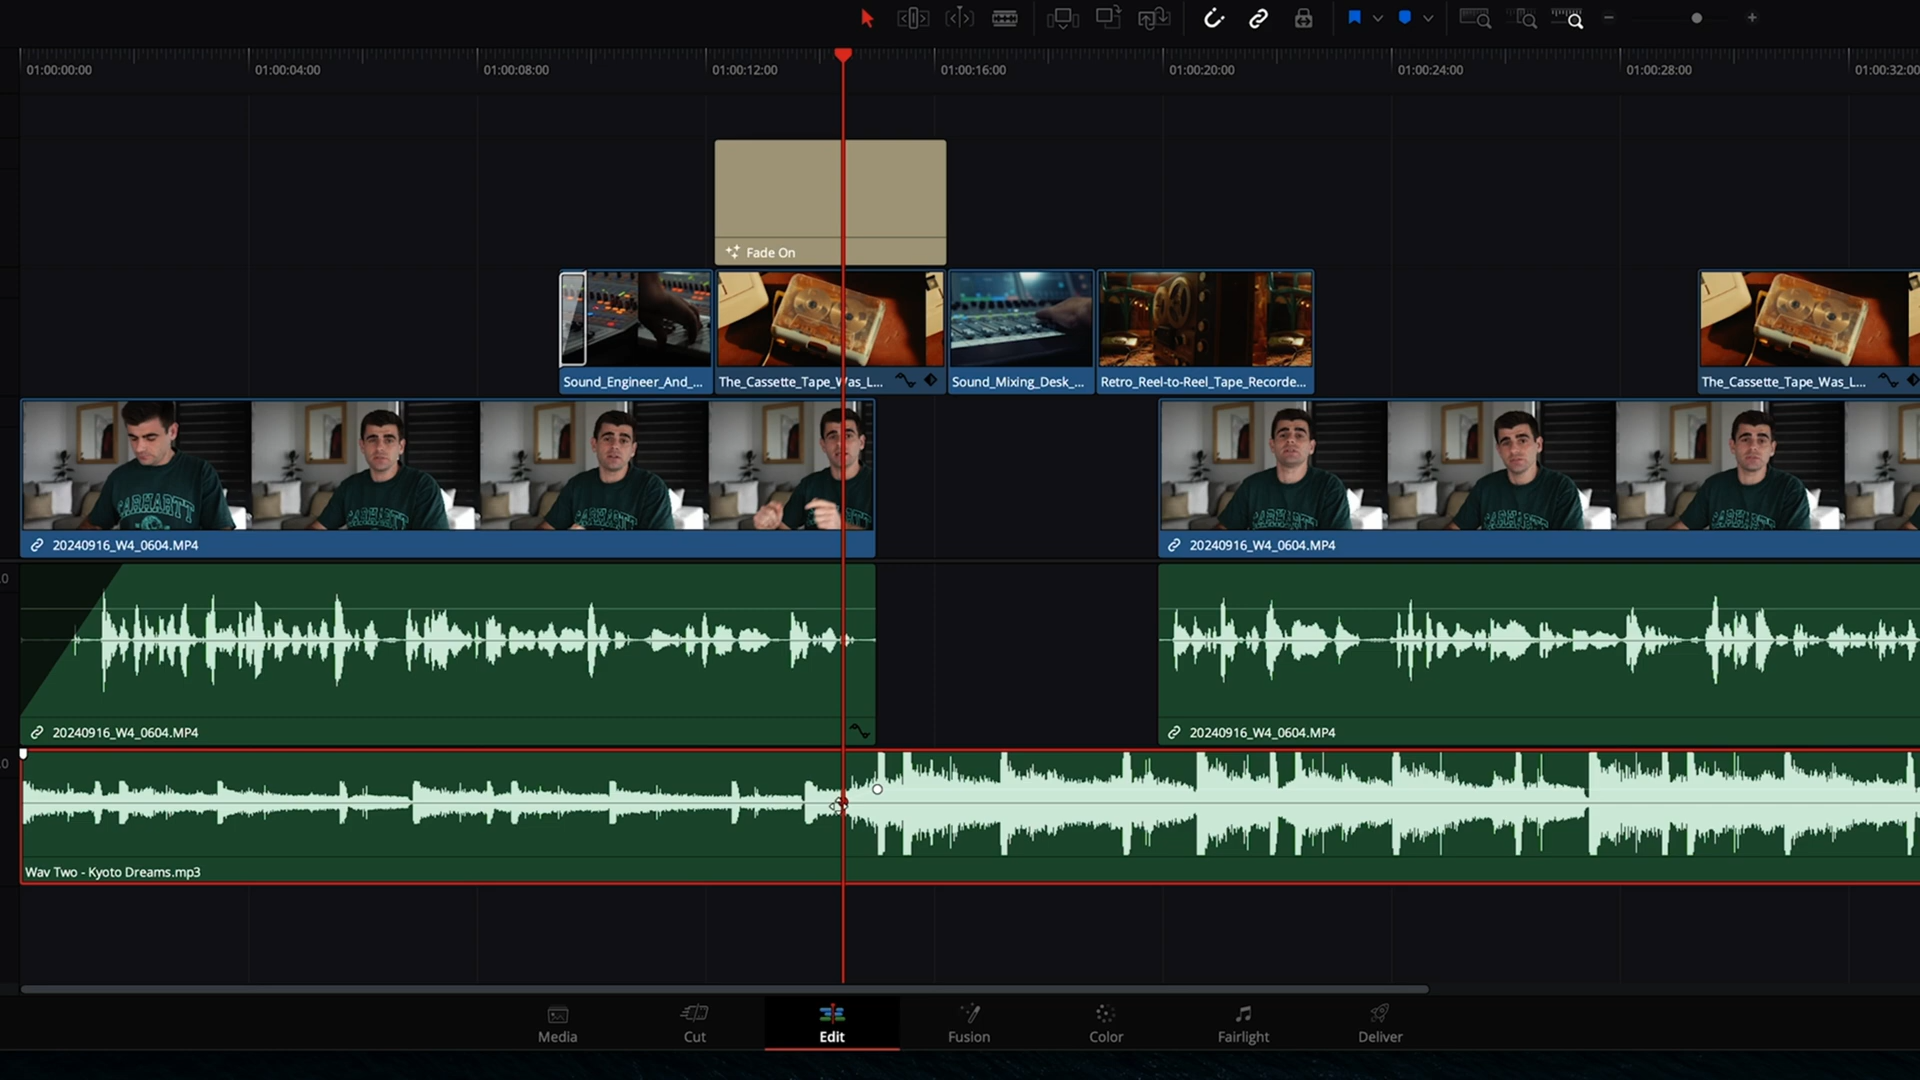 01:00:00:00 01:00:04:00 01:00:08:00 01:00:12:00 01:00:16:00 01:00:20:00 01:00:24:00 01:00:28:00 01:00:32:00
Fade On
Sound_Engineer_And_... The_Cassette_Tape_Was_L... Sound_Mixing_Desk_... Retro_Reel-to-Reel_Tape_Recorde... The_Cassette_Tape_Was_L...
CARHARTT
20240916_W4_0604.MP4 20240916_W4_0604.MP4
.0
20240916_W4_0604.MP4 20240916_W4_0604.MP4
.0
Wav Two - Kyoto Dreams.mp3
Media Cut Edit Fusion Color Fairlight Deliver